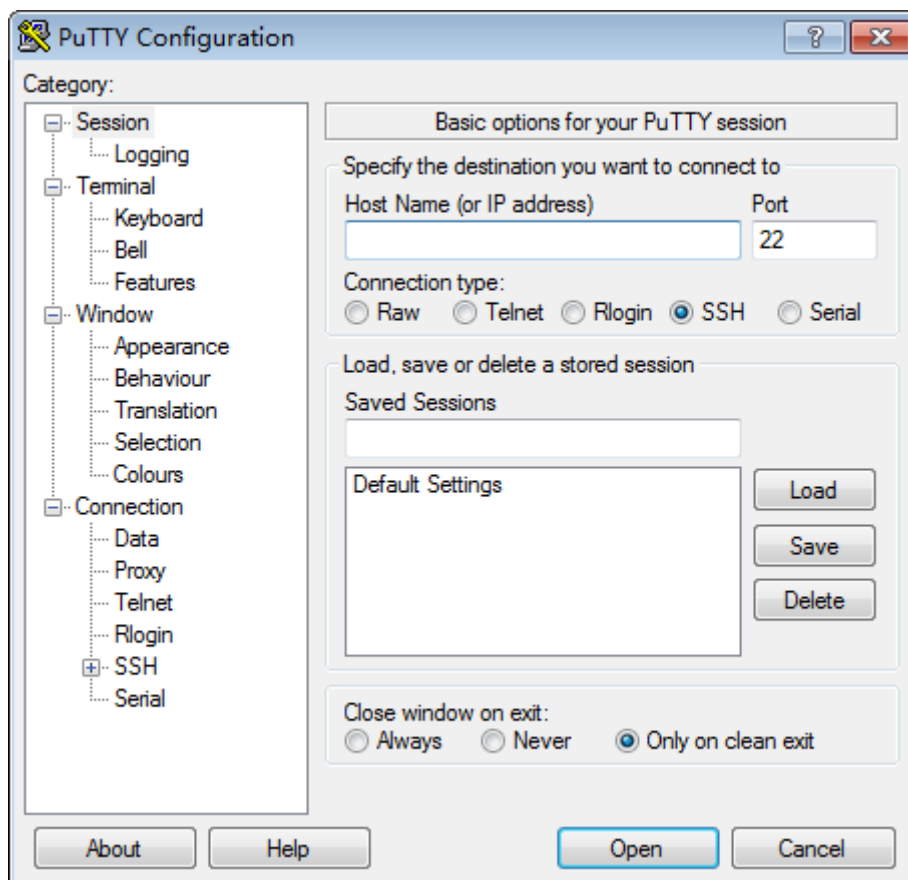 PuTTY Configuration
?
Category:
Session
Logging
Terminal
Keyboard
Bell
Features
Window
Appearance
Behaviour
Translation
Selection
Colours
Connection
Data
Proxy
Telnet
Rlogin
SSH
Serial
Basic options for your PuTTY session
Specify the destination you want to connect to
Host Name (or IP address) Port
22
Connection type:
Raw Telnet Rlogin SSH Serial
Load, save or delete a stored session
Saved Sessions
Default Settings
Load
Save
Delete
Close window on exit:
Always Never Only on clean exit
About Help Open Cancel